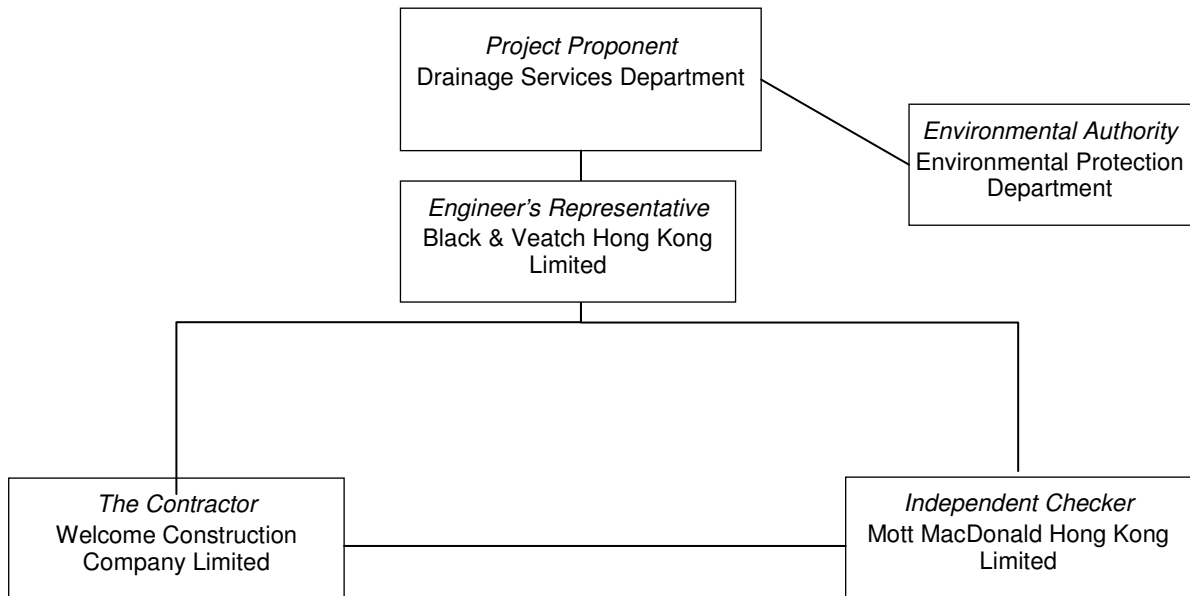 Project Proponent
Drainage Services Department
Environmental Authority
Environmental Protection
Department
Engineer's Representative
Black & Veatch Hong Kong
Limited
The Contractor
Welcome Construction
Company Limited
Independent Checker
Mott MacDonald Hong Kong
Limited